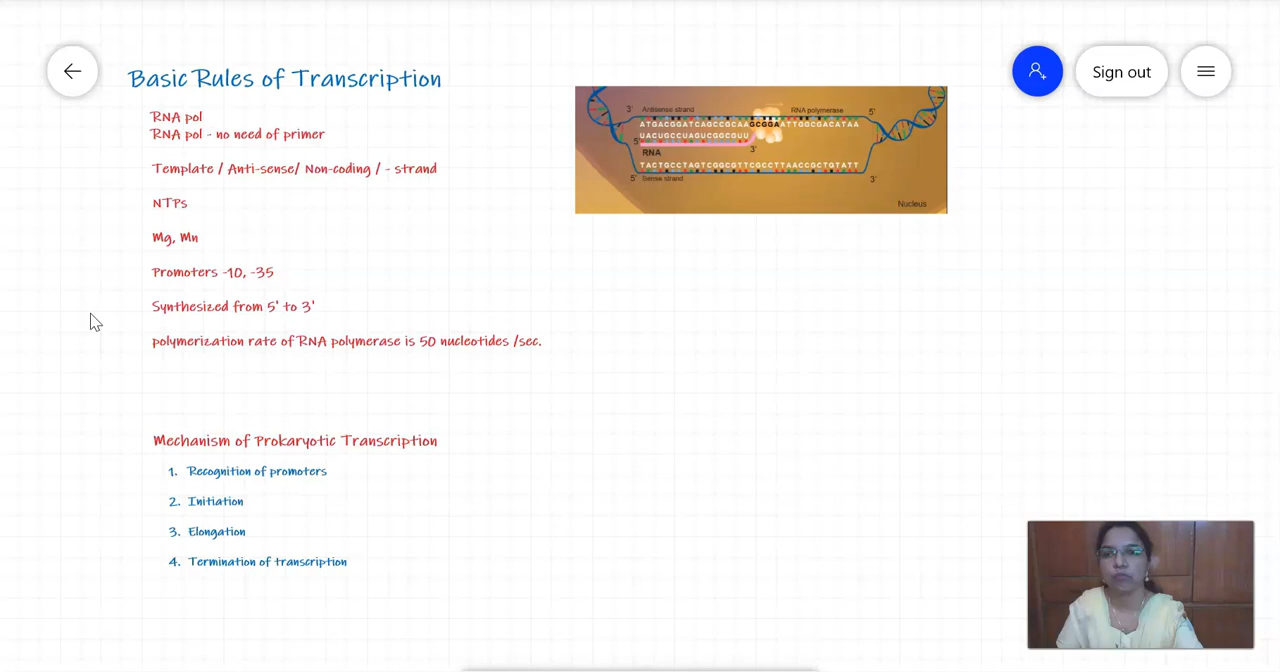 Basic Rules of Transcription
Sign out
RNA pol
RNA pol - no need of primer
Template / Anti-sense/ Non-coding / - strand
NTPs
Mg, Mn
Promoters -10, -35
Synthesized from 5' to 3'
polymerization rate of RNA polymerase is 50 nucleotides /sec.
3' Antisense strand RNA polymerase 5'
ATGACGGATCAGCCGCAAGCGGAATTGGCGACATAA
UACUGCCUAGUCGGCGUU
5' 3'
RNA
TACTGCCTAGTCGGCGTTCGCCTTAACCGCTGTATT
5' Sense strand 3'
Nucleus
Mechanism of Prokaryotic Transcription
1. Recognition of promoters
2. Initiation
3. Elongation
4. Termination of transcription